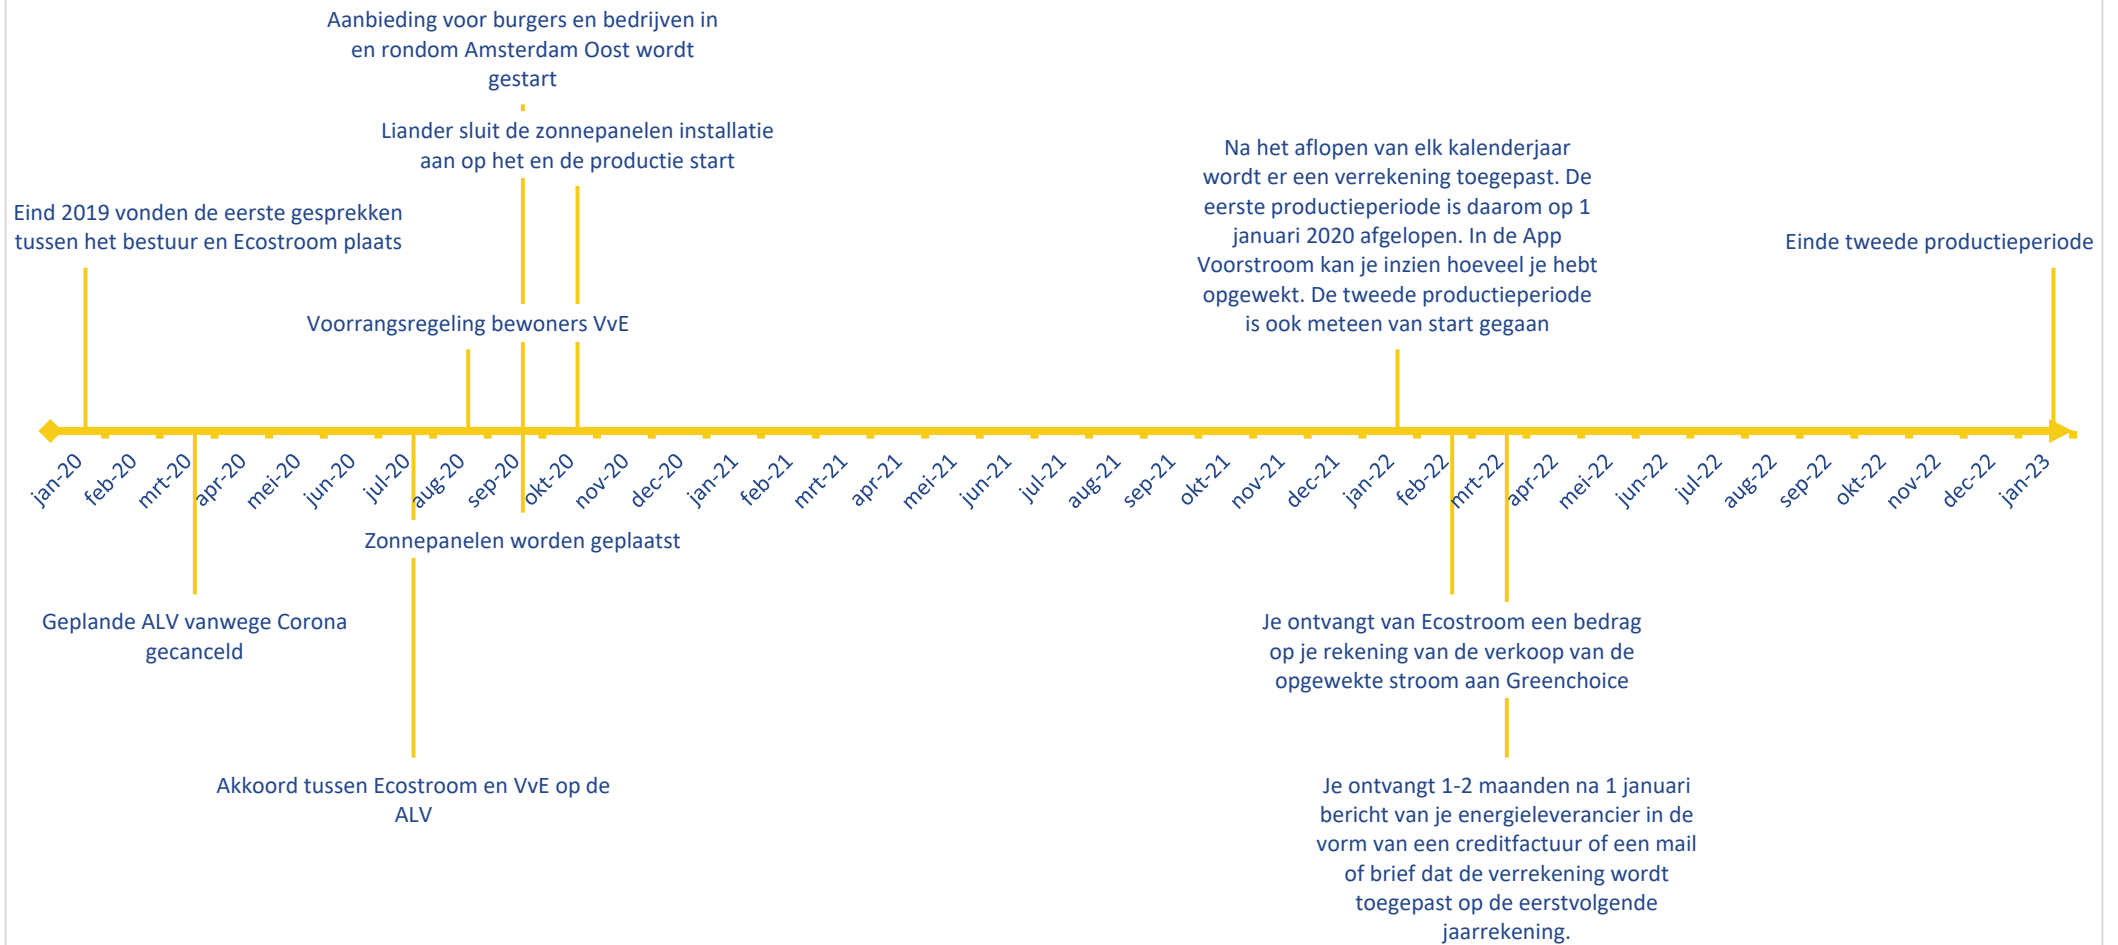 Aanbieding voor burgers en bedrijven in
en rondom Amsterdam Oost wordt
gestart
Liander sluit de zonnepanelen installatie
aan op het en de productie start
Eind 2019 vonden de eerste gesprekken
tussen het bestuur en Ecostroom plaats
Voorrangsregeling bewoners VvE
Na het aflopen van elk kalenderjaar
wordt er een verrekening toegepast. De
eerste productieperiode is daarom op 1
januari 2020 afgelopen. In de App
Voorstroom kan je inzien hoeveel je hebt
opgewekt. De tweede productieperiode
is ook meteen van start gegaan
Einde tweede productieperiode
jan-20
feb-20
mrt-20
apr-20
mei-20
jun-20
jul-20
aug-20
sep-20
okt-20
nov-20
dec-20
jan-21
feb-21
mrt-21
apr-21
mei-21
jun-21
jul-21
aug-21
sep-21
okt-21
nov-21
dec-21
jan-22
feb-22
mrt-22
apr-22
mei-22
jun-22
jul-22
aug-22
sep-22
okt-22
nov-22
dec-22
jan-23
Zonnepanelen worden geplaatst
Geplande ALV vanwege Corona
gecanceld
Akkoord tussen Ecostroom en VvE op de
ALV
Je ontvangt van Ecostroom een bedrag
op je rekening van de verkoop van de
opgewekte stroom aan Greenchoice
Je ontvangt 1-2 maanden na 1 januari
bericht van je energieleverancier in de
vorm van een creditfactuur of een mail
of brief dat de verrekening wordt
toegepast op de eerstvolgende
jaarrekening.